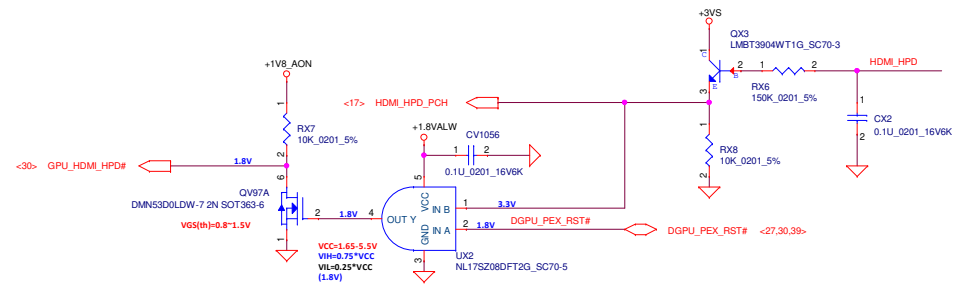 +3VS
QX3
LMBT3904WT1G_SC70-3
C
1
2
B
E
3
1
2
HDMI_HPD
RX6
150K_0201_5%
1
CX2
0.1U_0201_16V6K
2
+1V8_AON
1
RX7
10K_0201_5%
2
<17> HDMI_HPD_PCH
+1.8VALW
CV1056
1
2
0.1U_0201_16V6K
1
RX8
10K_0201_5%
2
<30> GPU_HDMI_HPD#
1.8V
6
QV97A
DMN53D0LDW-7 2N SOT363-6
VGS(th)=0.8~1.5V
2
1
1.8V
4
OUT Y
5
VCC
IN B
1
3.3V
IN A
2
1.8V
DGPU_PEX_RST#
DGPU_PEX_RST# <27,30,39>
GND
3
UX2
NL17SZ08DFT2G_SC70-5
VCC=1.65-5.5V
VIH=0.75*VCC
VIL=0.25*VCC
(1.8V)